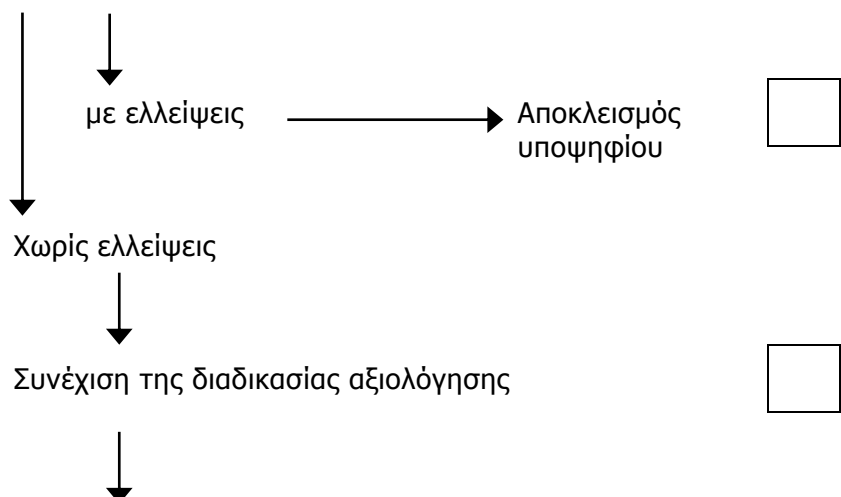 με ελλείψεις
Αποκλεισμός
υποψηφίου
Χωρίς ελλείψεις
Συνέχιση της διαδικασίας αξιολόγησης